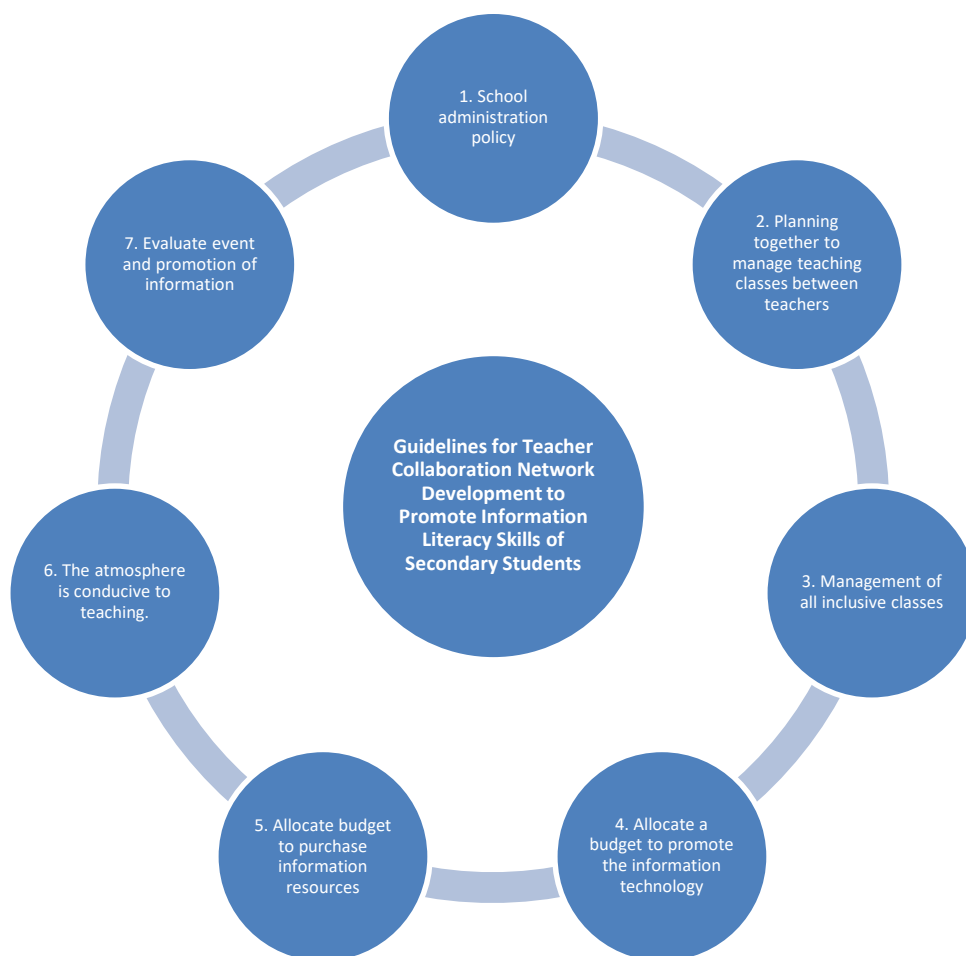 1. School
administration
policy
2. Planning
together to
manage teaching
classes between
teachers
3. Management of
all inclusive classes
4. Allocate a
budget to promote
the information
technology
5. Allocate budget
to purchase
information
resources
6. The atmosphere
is conducive to
teaching.
7. Evaluate event
and promotion of
information
Guidelines for Teacher
Collaboration Network
Development to
Promote Information
Literacy Skills of
Secondary Students